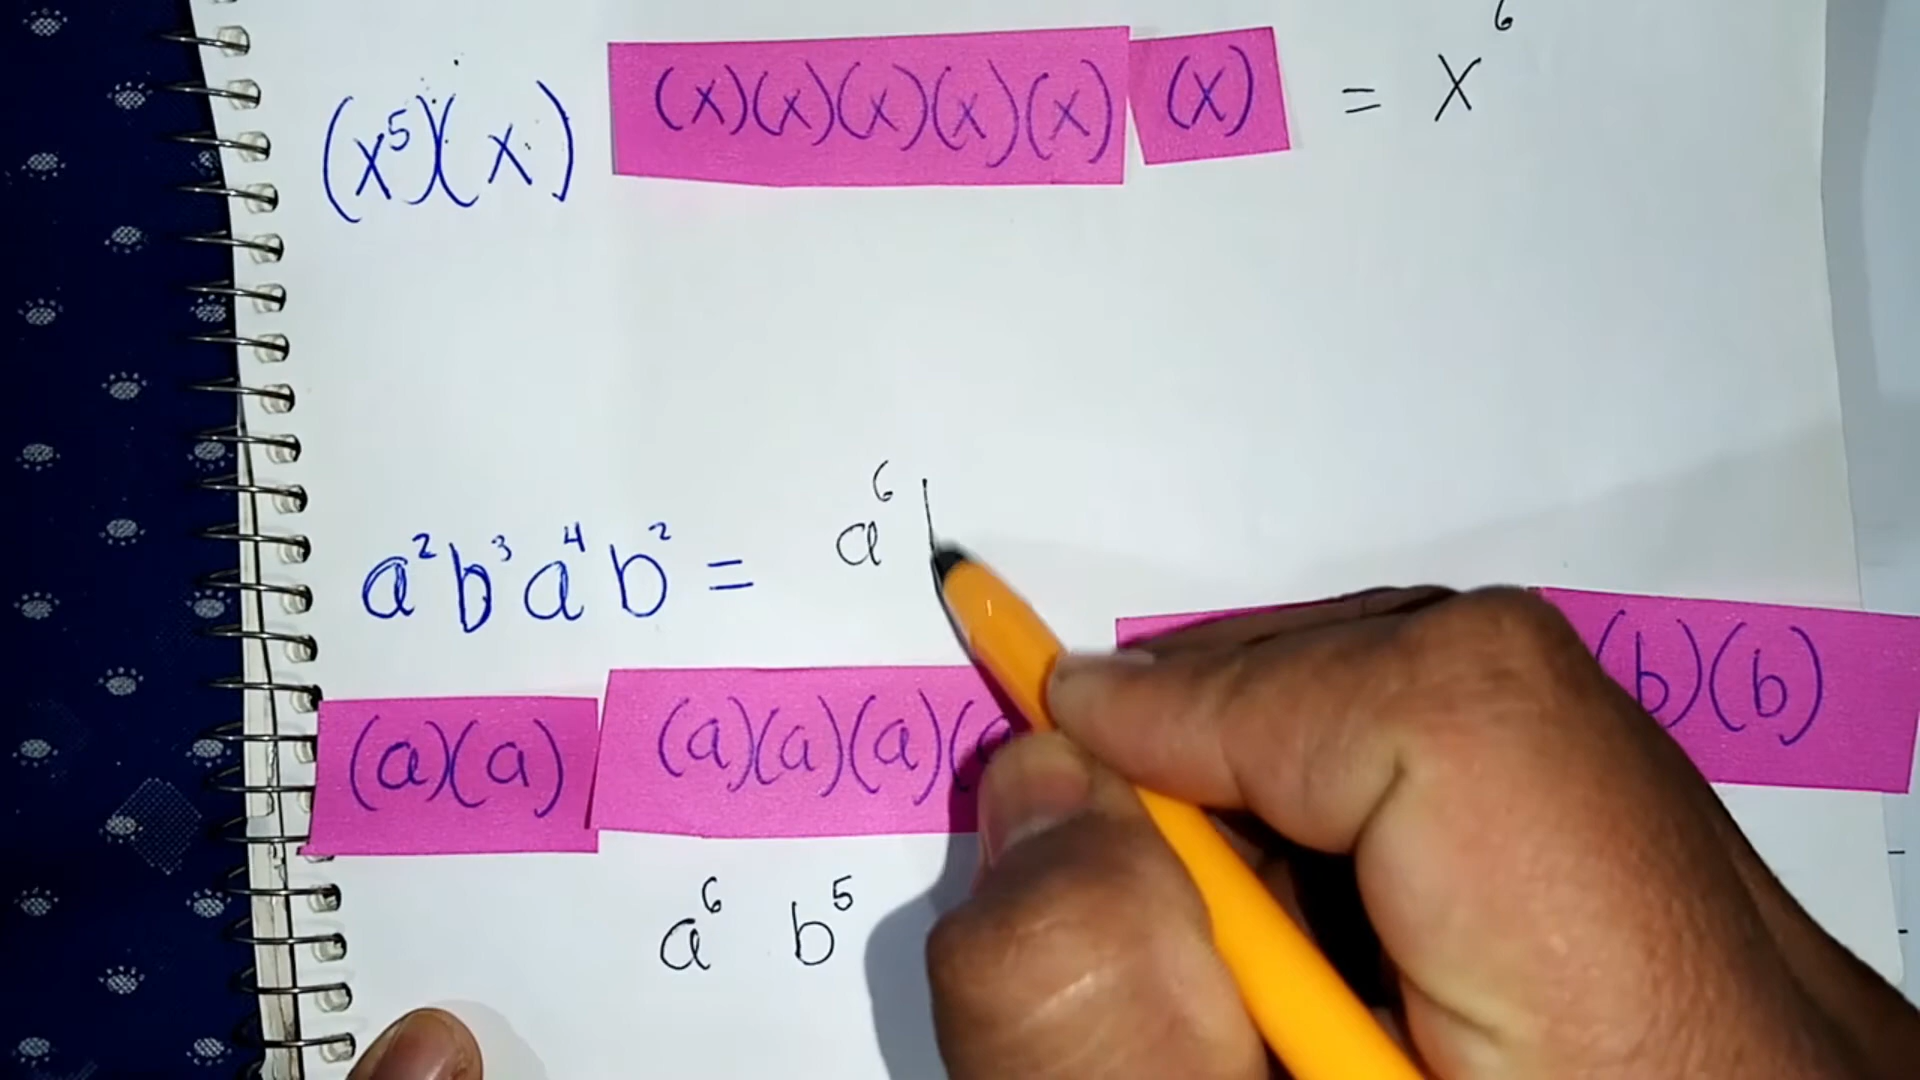 (x⁵)(x) (x)(x)(x)(x)(x) (x) = x⁶
a²b³a⁴b² = a⁶
(a)(a) (a)(a)(a)( b)(b)
a⁶ b⁵